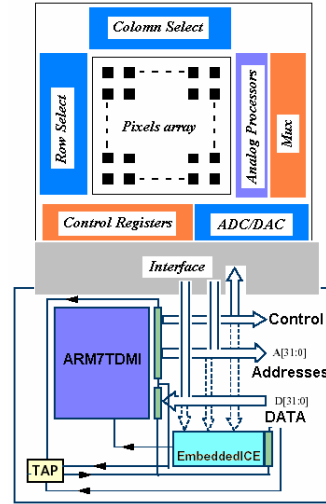 Colomn Select
Row Select
Pixels array
Analog Processors
Mux
Control Registers
ADC/DAC
Interface
Control
ARM7TDMI
A[31:0]
Addresses
D[31:0]
DATA
EmbeddedICE
TAP